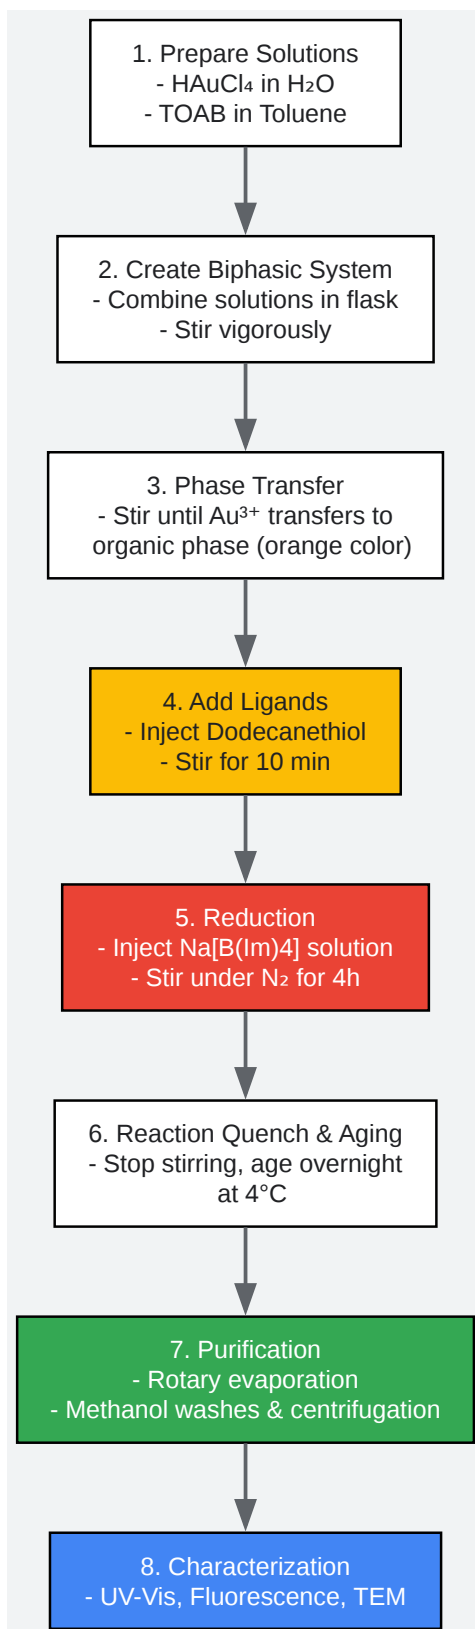 1. Prepare Solutions
- HAuCl₄ in H₂O
- TOAB in Toluene
2. Create Biphasic System
- Combine solutions in flask
- Stir vigorously
3. Phase Transfer
- Stir until Au³⁺ transfers to
organic phase (orange color)
4. Add Ligands
- Inject Dodecanethiol
- Stir for 10 min
5. Reduction
- Inject Na[B(Im)4] solution
- Stir under N₂ for 4h
6. Reaction Quench & Aging
- Stop stirring, age overnight
at 4°C
7. Purification
- Rotary evaporation
- Methanol washes & centrifugation
8. Characterization
- UV-Vis, Fluorescence, TEM